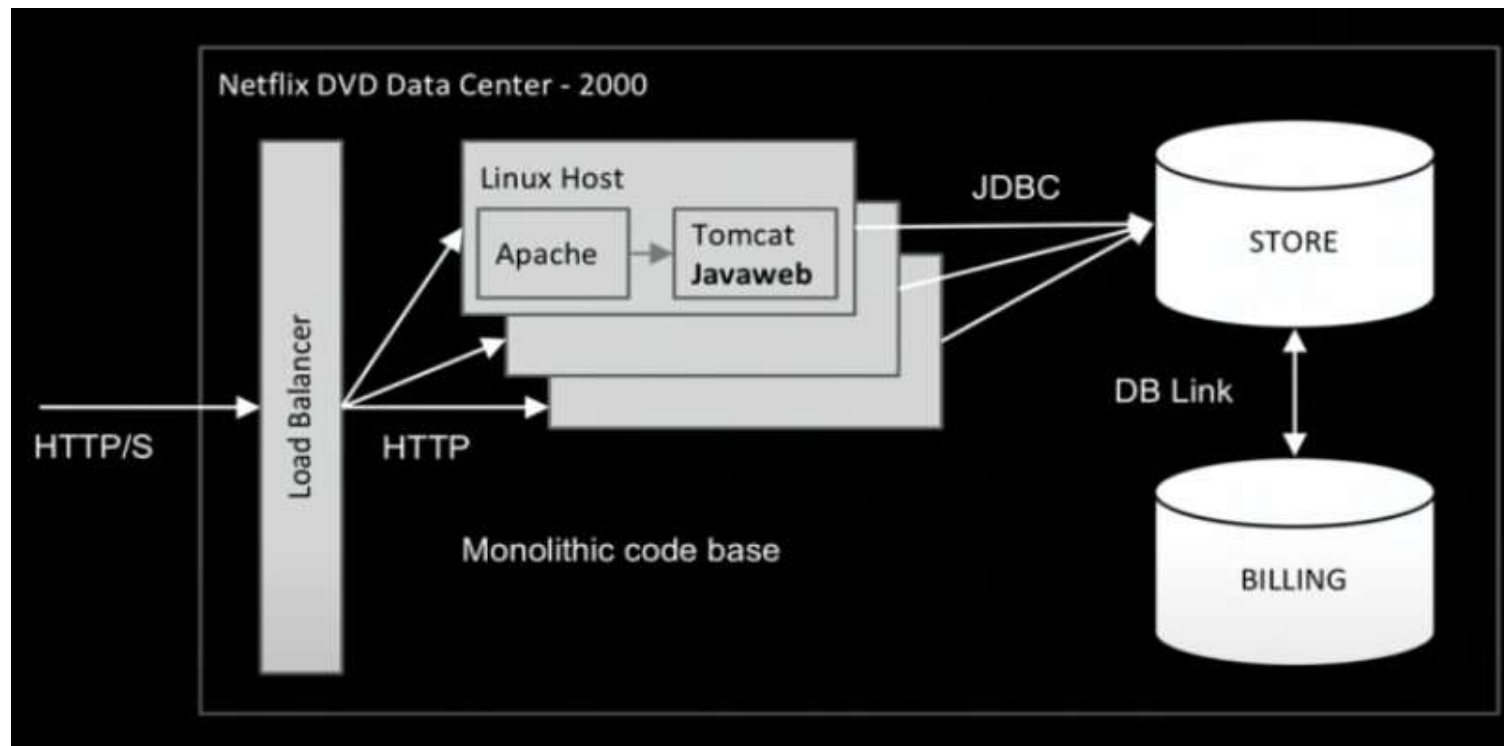 Netflix DVD Data Center - 2000
Linux Host
Apache
Tomcat
Javaweb
JDBC
STORE
Load Balancer
HTTP/S
HTTP
DB Link
Monolithic code base
BILLING